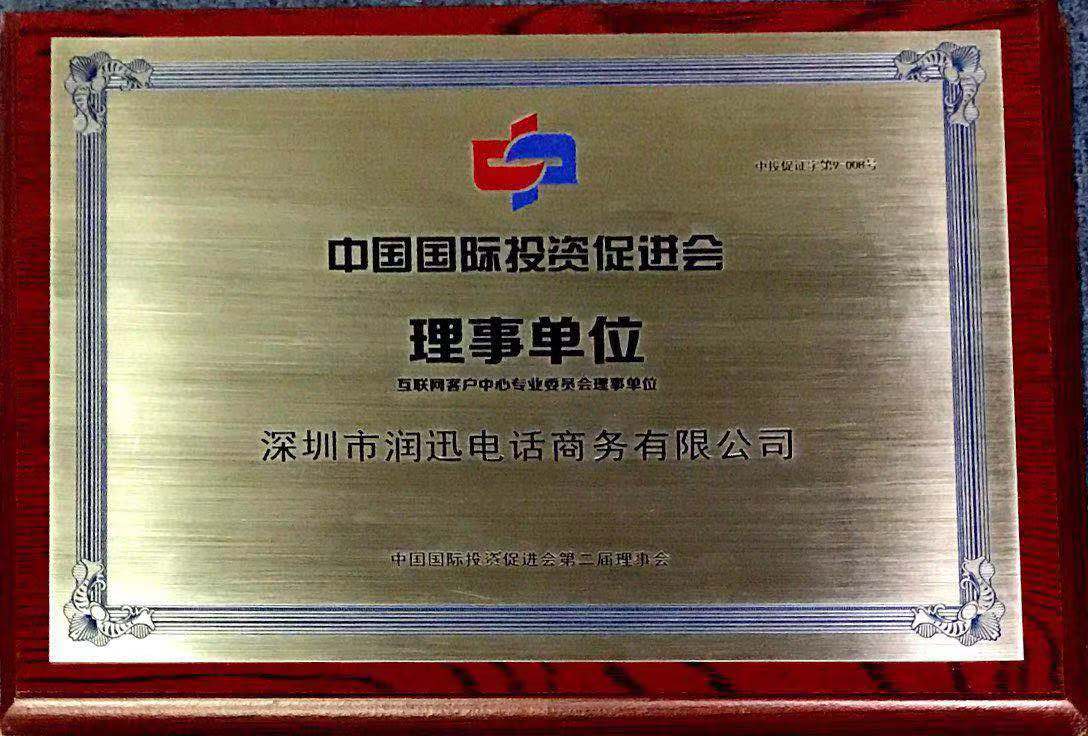 中投促证字第9-008号
中国国际投资促进会
理事单位
互联网客户中心专业委员会理事单位
深圳市润迅电话商务有限公司
中国国际投资促进会第二届理事会